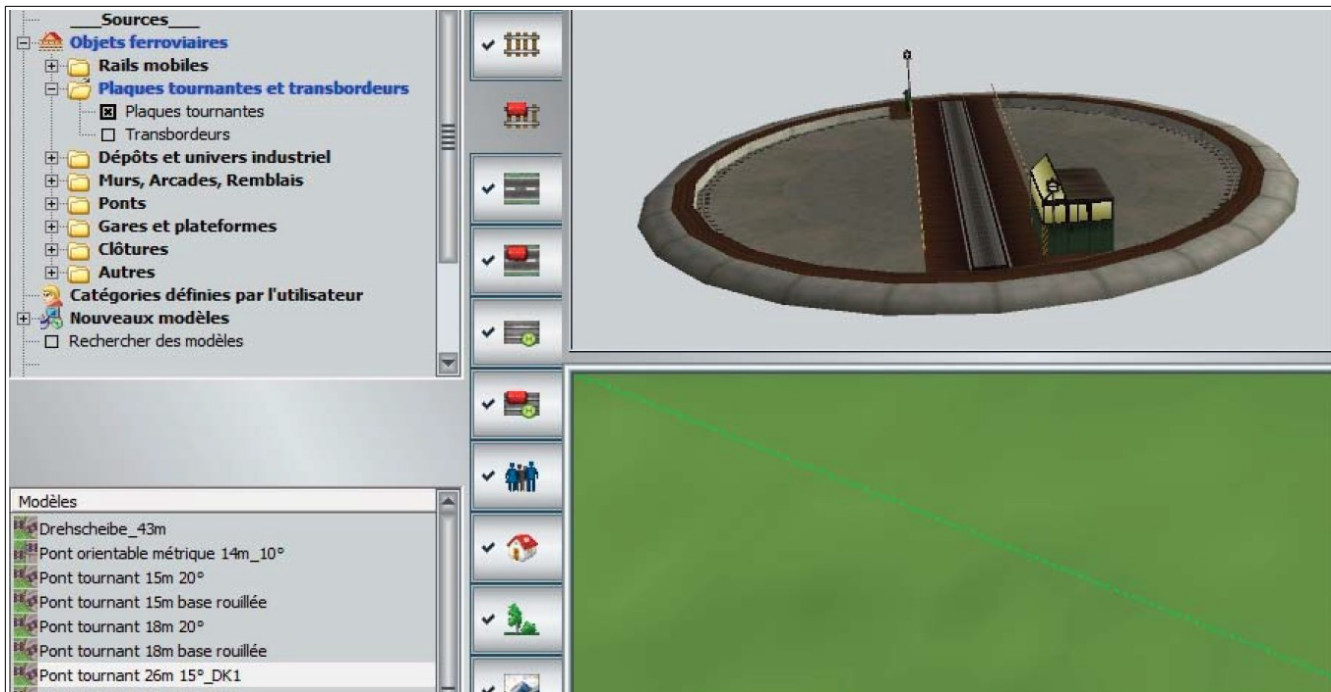 ___Sources___
Objets ferroviaires
Rails mobiles
Plaques tournantes et transbordeurs
Plaques tournantes
Transbordeurs
Dépôts et univers industriel
Murs, Arcades, Remblais
Ponts
Gares et plateformes
Clôtures
Autres
Catégories définies par l'utilisateur
Nouveaux modèles
Rechercher des modèles
Modèles
Drehscheibe_43m
Pont orientable métrique 14m_10°
Pont tournant 15m 20°
Pont tournant 15m base rouillée
Pont tournant 18m 20°
Pont tournant 18m base rouillée
Pont tournant 26m 15°_DK1